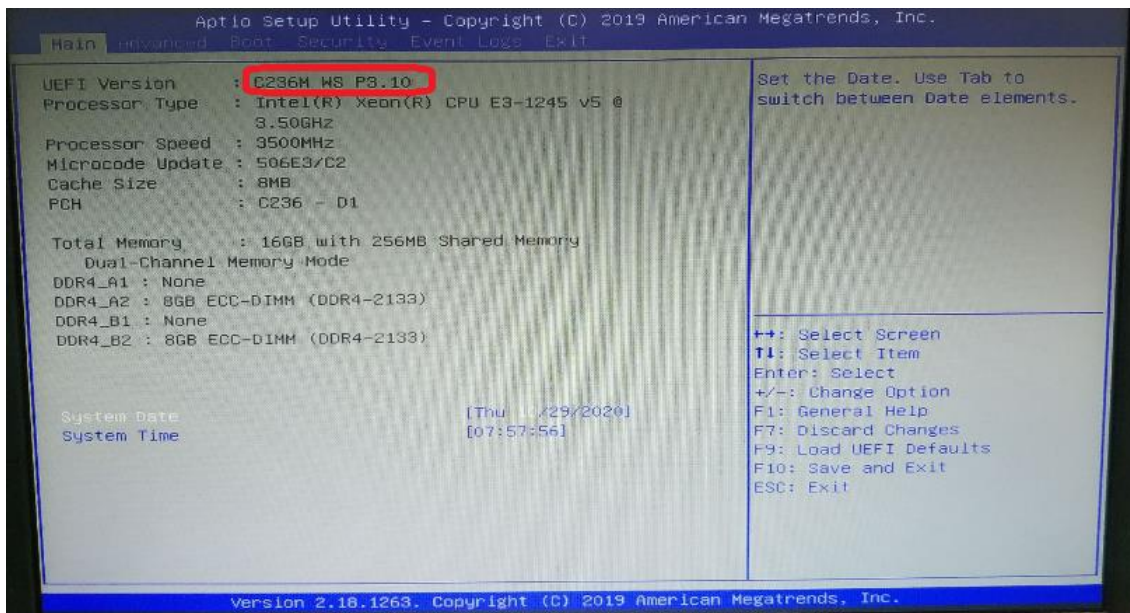 Aptio Setup Utility – Copyright (C) 2019 American Megatrends, Inc.
Main Advanced Boot Security Event Logs Exit
UEFI Version : C236M WS P3.10
Processor Type : Intel(R) Xeon(R) CPU E3-1245 v5 @
3.50GHz
Processor Speed : 3500MHz
Microcode Update : 506E3/C2
Cache Size : 8MB
PCH : C236 - D1
Total Memory : 16GB with 256MB Shared Memory
Dual-Channel Memory Mode
DDR4_A1 : None
DDR4_A2 : 8GB ECC-DIMM (DDR4-2133)
DDR4_B1 : None
DDR4_B2 : 8GB ECC-DIMM (DDR4-2133)
System Date [Thu 10/29/2020]
System Time [07:57:56]
Set the Date. Use Tab to
switch between Date elements.
→←: Select Screen
↑↓: Select Item
Enter: Select
+/-: Change Option
F1: General Help
F7: Discard Changes
F9: Load UEFI Defaults
F10: Save and Exit
ESC: Exit
Version 2.18.1263. Copyright (C) 2019 American Megatrends, Inc.